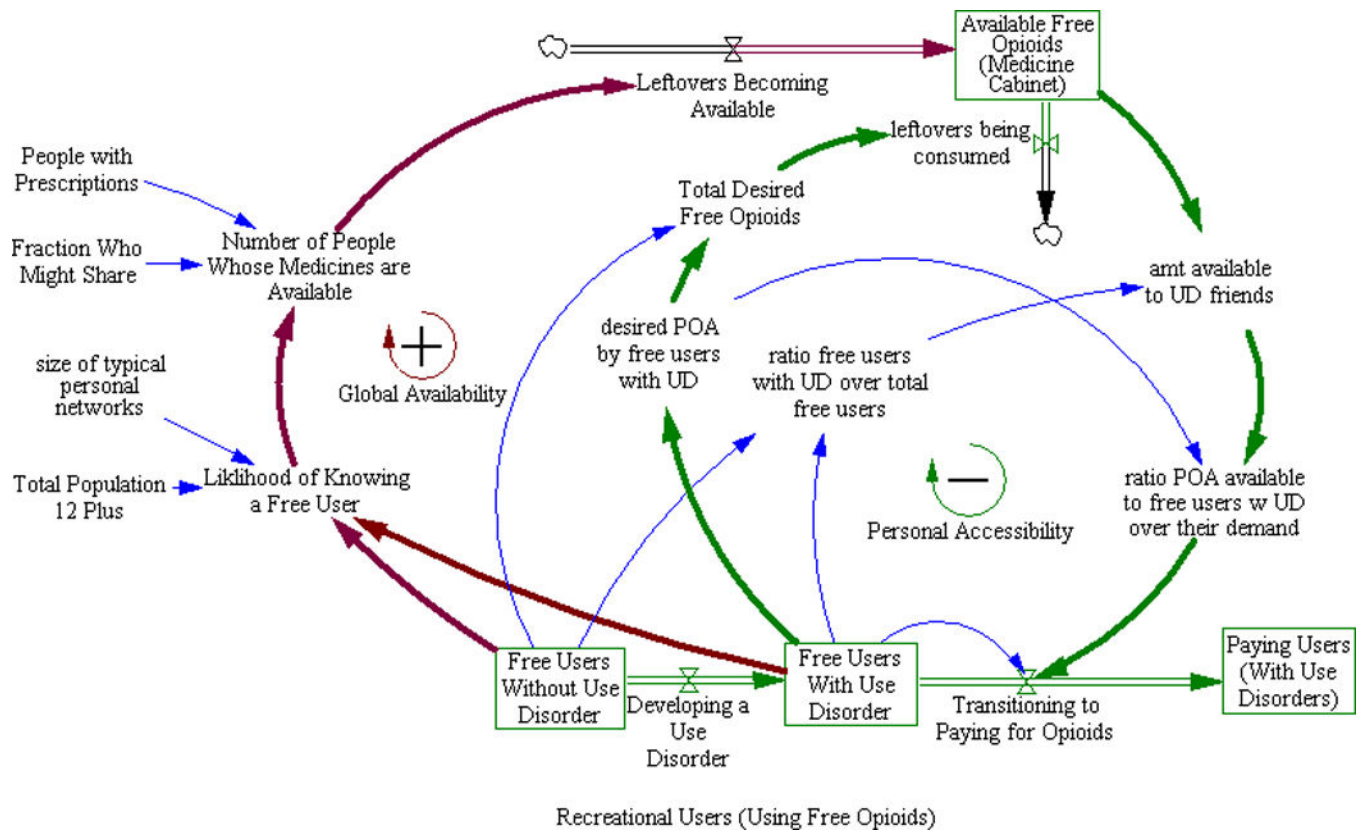 Available Free
Opioids
(Medicine
Cabinet)
Leftovers Becoming
Available
leftovers being
consumed
People with
Prescriptions
Total Desired
Free Opioids
Fraction Who
Might Share
Number of People
Whose Medicines are
Available
amt available
to UD friends
desired POA
by free users
with UD
ratio free users
with UD over total
free users
size of typical
personal
networks
+
Global Availability
Total Population
12 Plus
Liklihood of Knowing
a Free User
−
Personal Accessibility
ratio POA available
to free users w UD
over their demand
Free Users
Without Use
Disorder
Developing a
Use
Disorder
Free Users
With Use
Disorder
Transitioning to
Paying for Opioids
Paying Users
(With Use
Disorders)
Recreational Users (Using Free Opioids)